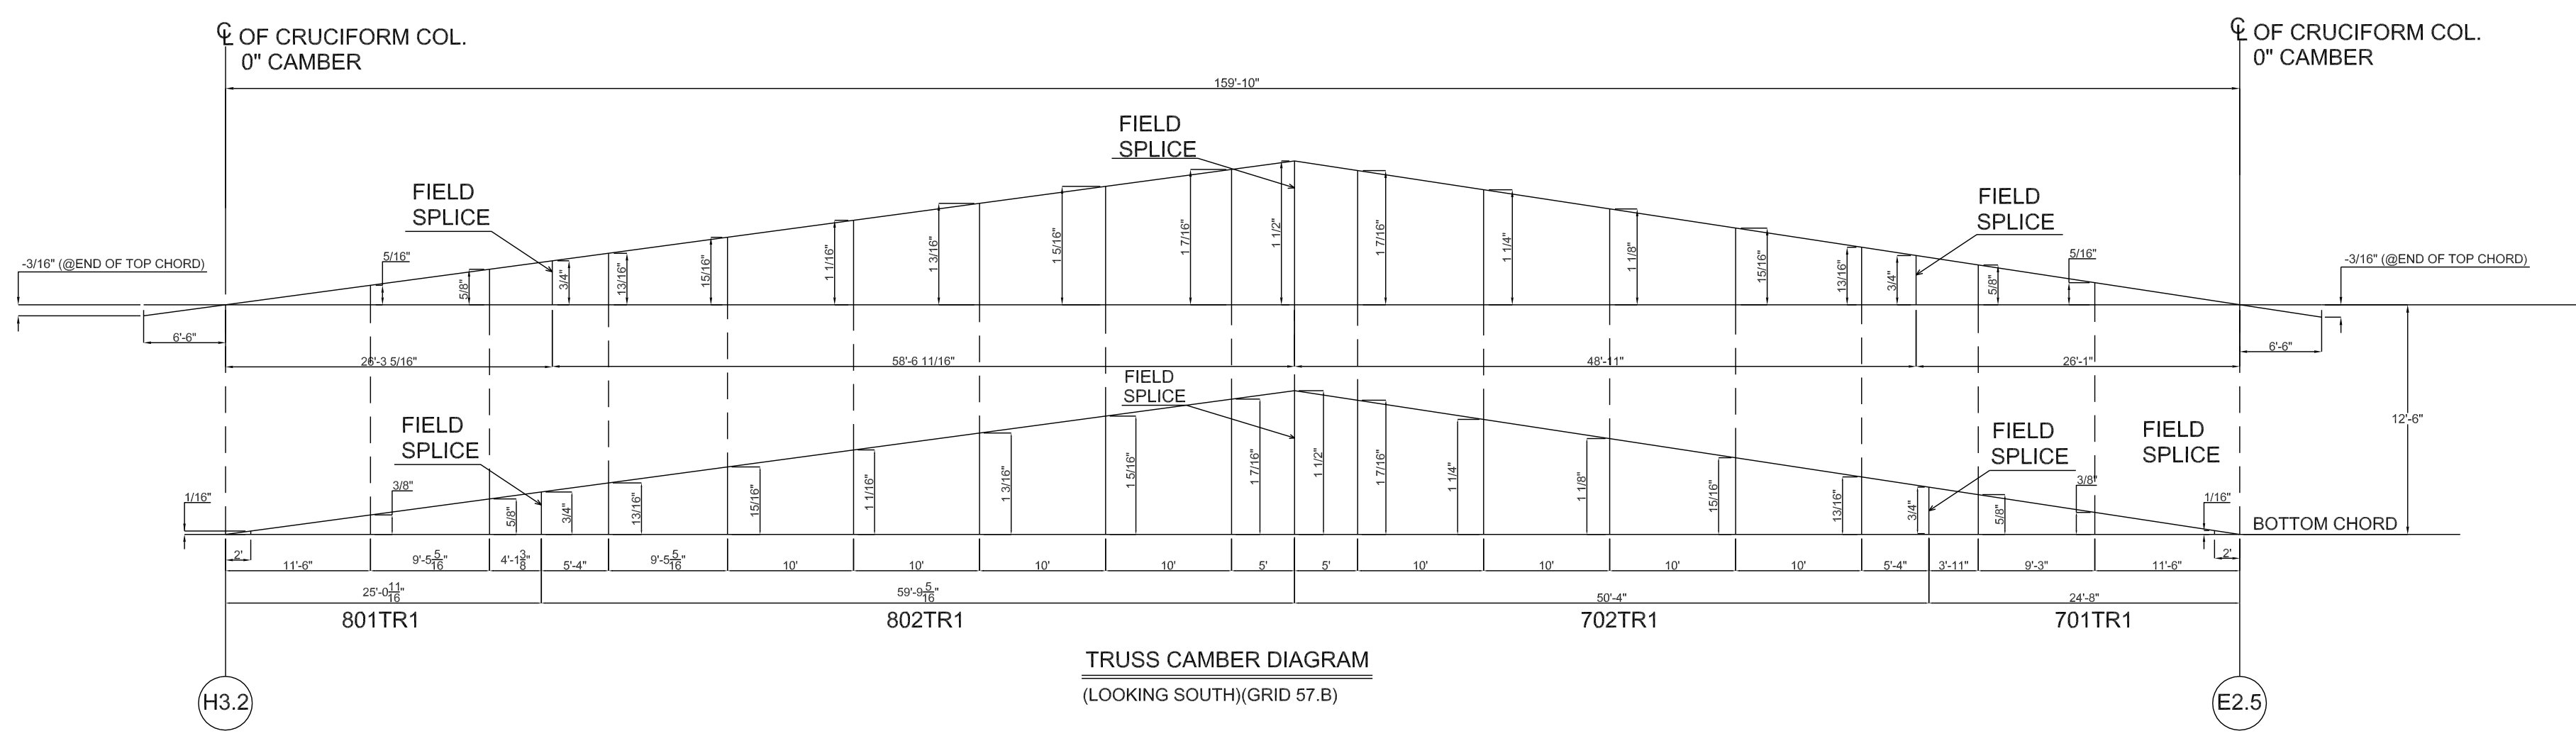 ℄ OF CRUCIFORM COL.
0" CAMBER
℄ OF CRUCIFORM COL.
0" CAMBER
159'-10"
FIELD
SPLICE
FIELD
SPLICE
FIELD
SPLICE
-3/16" (@END OF TOP CHORD)
5/16"
5/8"
3/4"
13/16"
15/16"
1 1/16"
1 3/16"
1 5/16"
1 7/16"
1 1/2"
1 7/16"
1 1/4"
1 1/8"
15/16"
13/16"
3/4"
5/8"
5/16"
-3/16" (@END OF TOP CHORD)
6'-6"
26'-3 5/16"
58'-6 11/16"
48'-11"
26'-1"
6'-6"
12'-6"
FIELD
SPLICE
FIELD
SPLICE
FIELD
SPLICE
FIELD
SPLICE
1/16"
3/8"
5/8"
3/4"
13/16"
15/16"
1 1/16"
1 3/16"
1 5/16"
1 7/16"
1 1/2"
1 7/16"
1 1/4"
1 1/8"
15/16"
13/16"
3/4"
5/8"
3/8"
1/16"
BOTTOM CHORD
2'
11'-6"
9'-5 5/16"
4'-1 3/8"
5'-4"
9'-5 5/16"
10'
10'
10'
10'
5'
5'
10'
10'
10'
10'
5'-4"
3'-11"
9'-3"
11'-6"
2'
25'-0 11/16"
59'-9 5/16"
50'-4"
24'-8"
801TR1
802TR1
702TR1
701TR1
TRUSS CAMBER DIAGRAM
(LOOKING SOUTH)(GRID 57.B)
H3.2
E2.5